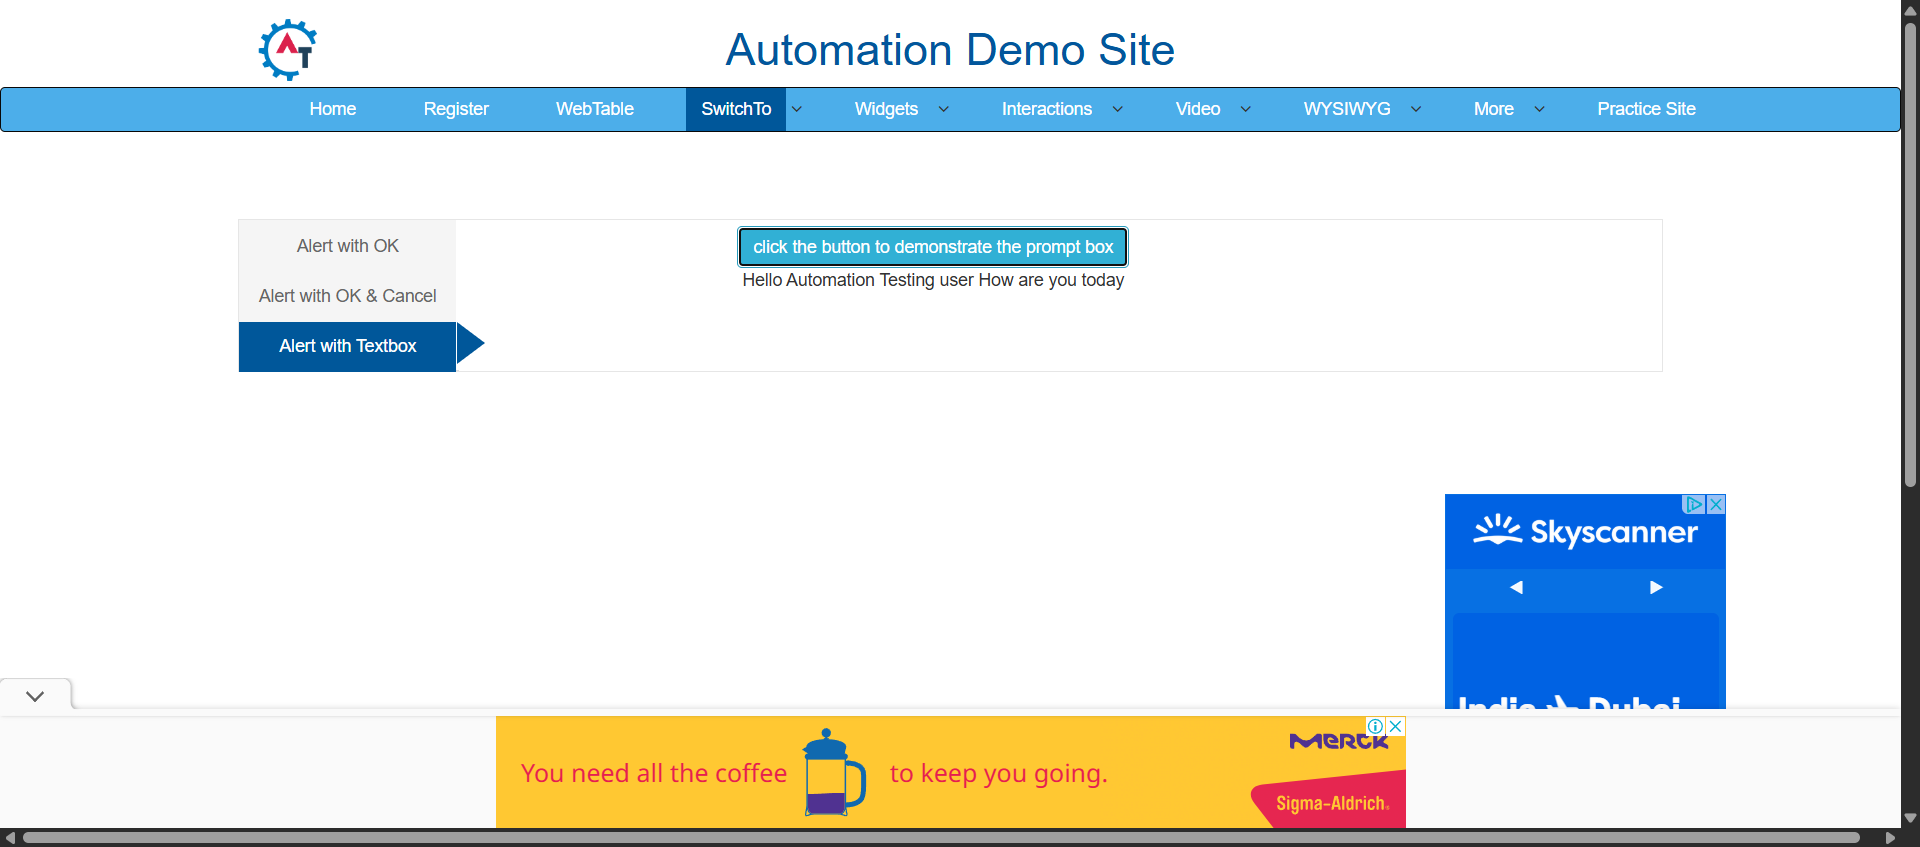 Automation Demo Site
Home Register WebTable SwitchTo Widgets Interactions Video WYSIWYG More Practice Site
Alert with OK
Alert with OK & Cancel
Alert with Textbox
click the button to demonstrate the prompt box
Hello Automation Testing user How are you today
Skyscanner
India Dubai
You need all the coffee to keep you going.
Merck
Sigma-Aldrich®